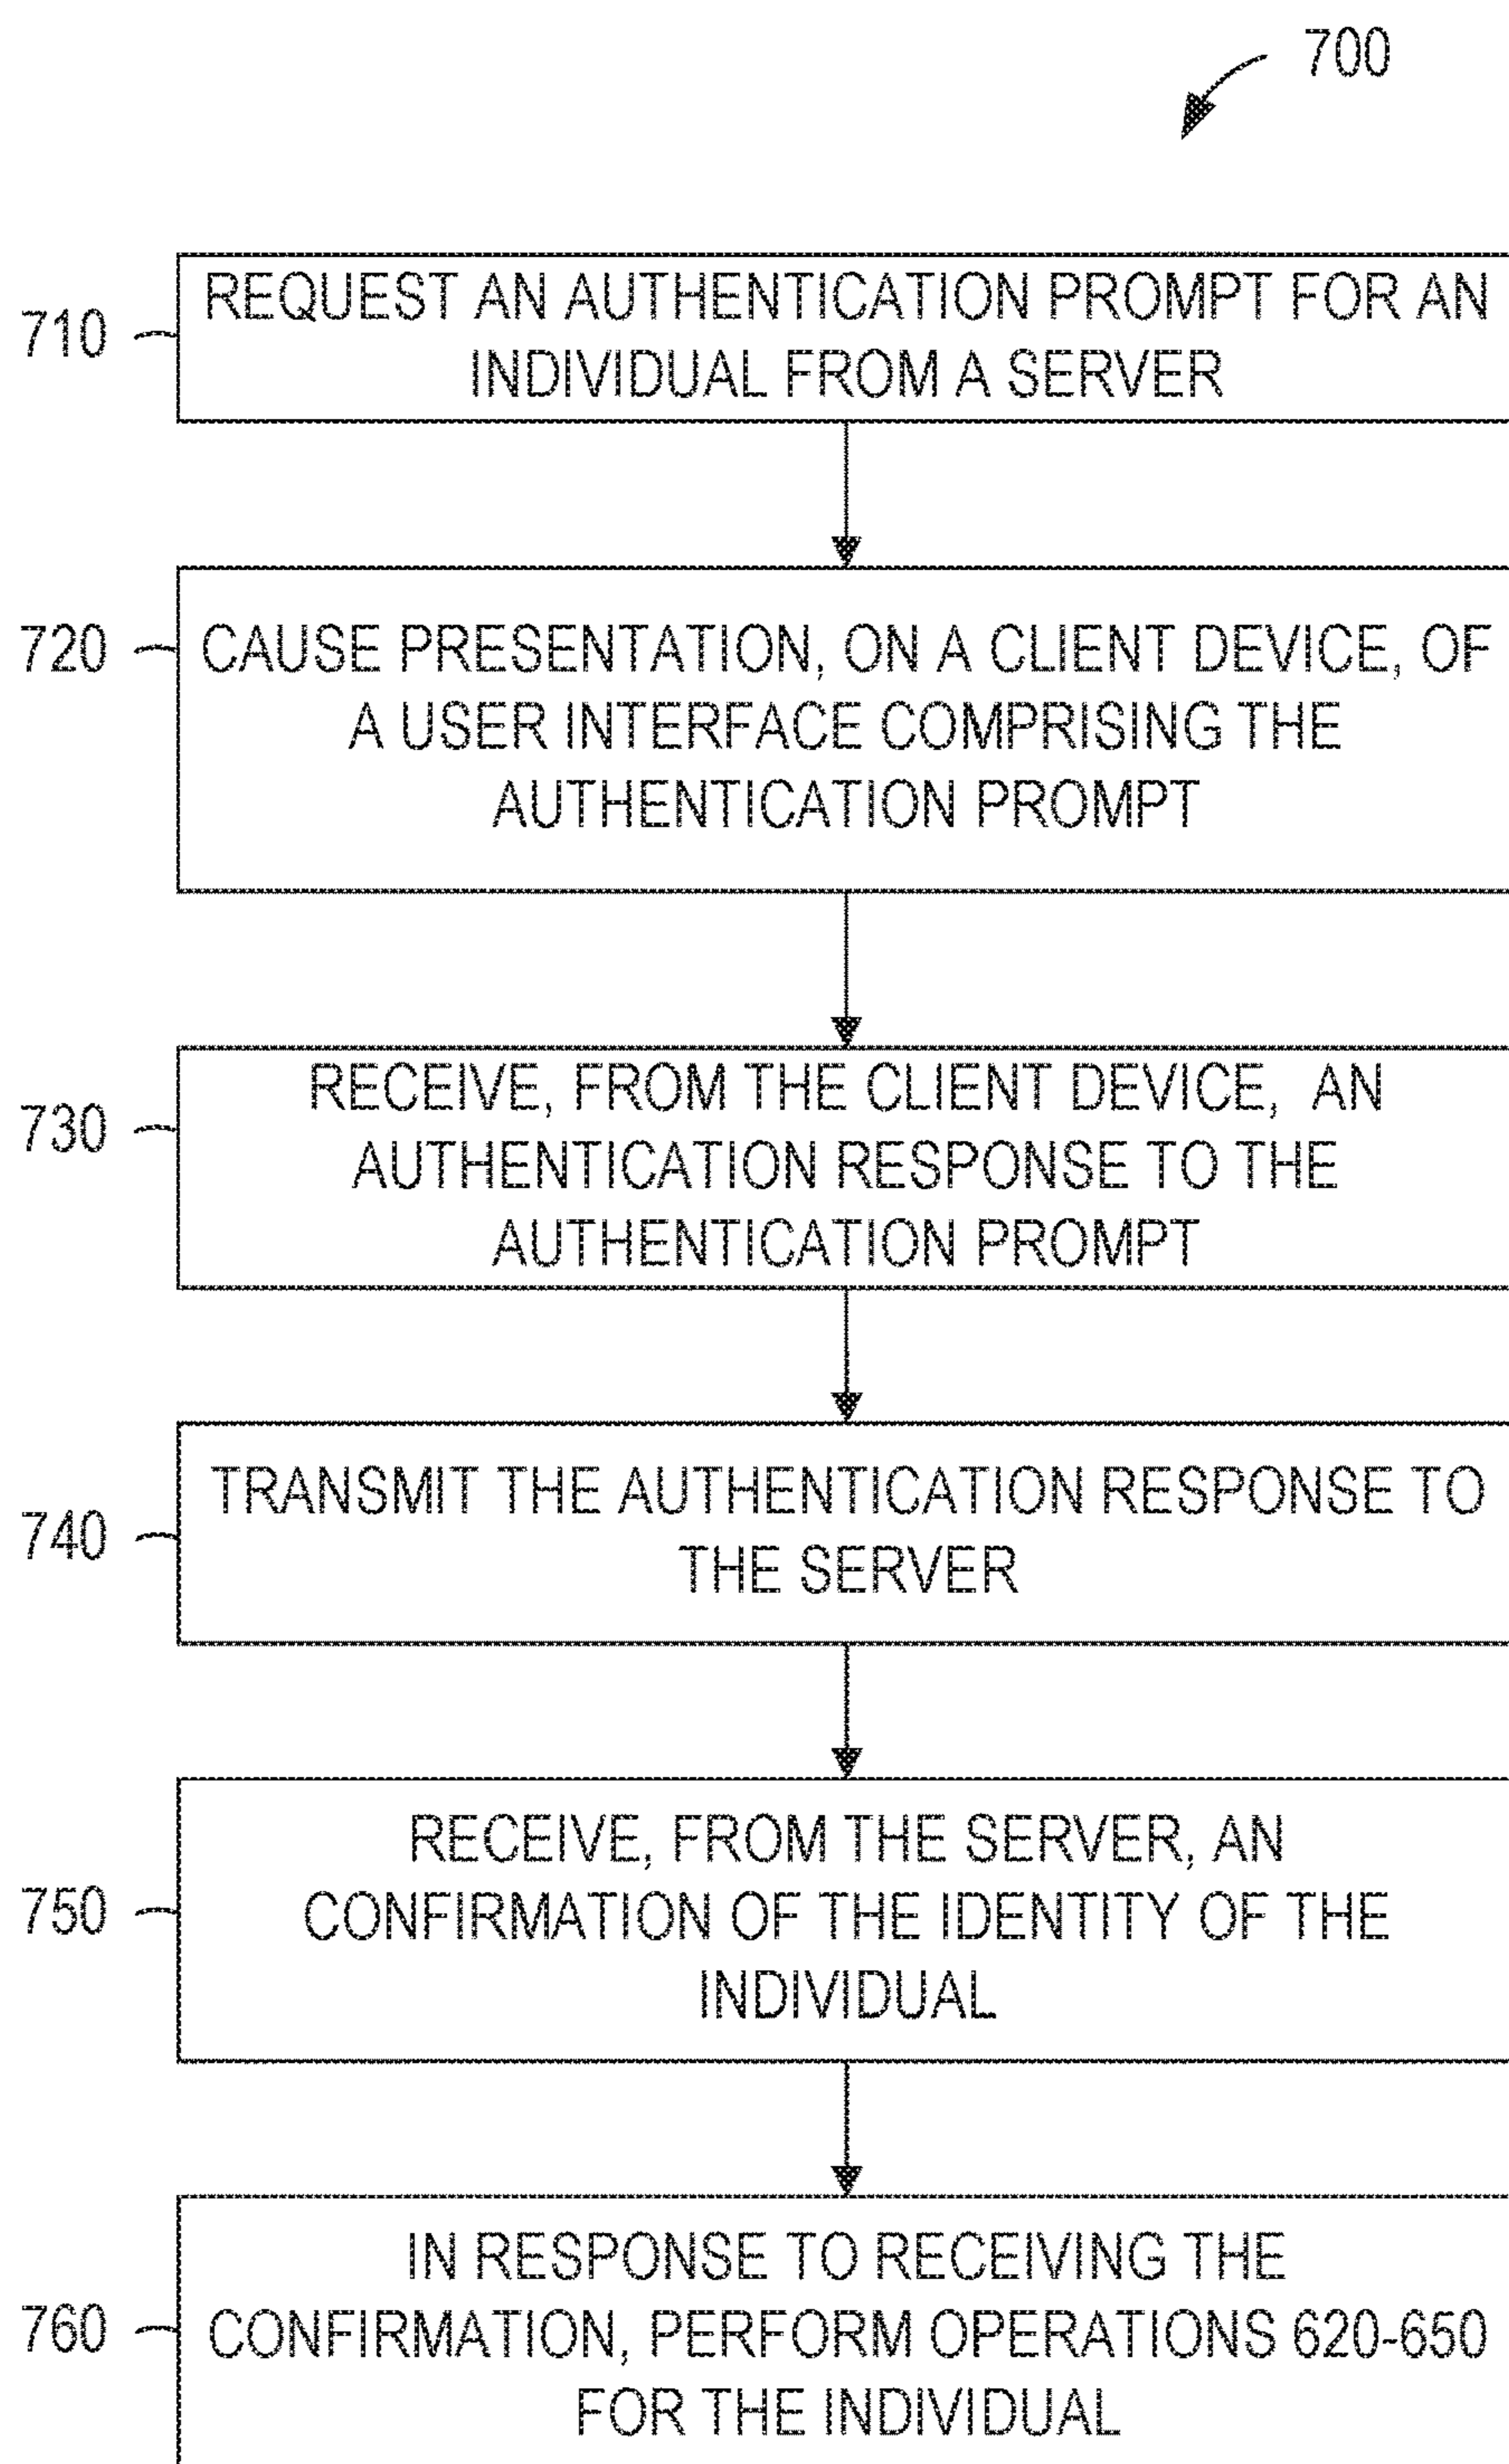 700
710
REQUEST AN AUTHENTICATION PROMPT FOR AN
INDIVIDUAL FROM A SERVER
720
CAUSE PRESENTATION, ON A CLIENT DEVICE, OF
A USER INTERFACE COMPRISING THE
AUTHENTICATION PROMPT
730
RECEIVE, FROM THE CLIENT DEVICE, AN
AUTHENTICATION RESPONSE TO THE
AUTHENTICATION PROMPT
740
TRANSMIT THE AUTHENTICATION RESPONSE TO
THE SERVER
750
RECEIVE, FROM THE SERVER, AN
CONFIRMATION OF THE IDENTITY OF THE
INDIVIDUAL
760
IN RESPONSE TO RECEIVING THE
CONFIRMATION, PERFORM OPERATIONS 620-650
FOR THE INDIVIDUAL